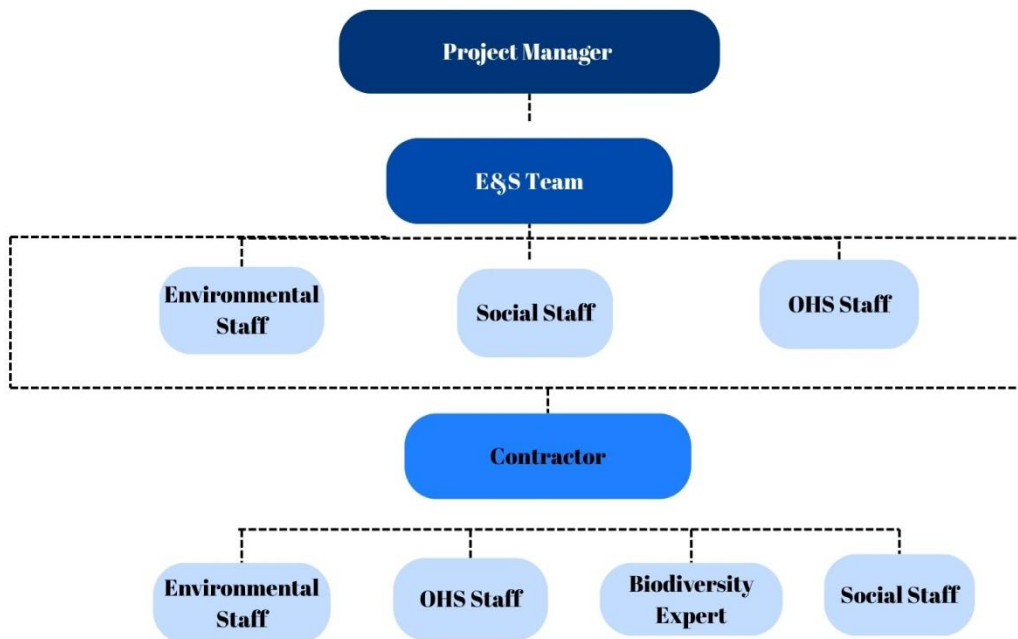 Project Manager
E&S Team
Environmental
Staff
Social Staff
OHS Staff
Contractor
Environmental
Staff
OHS Staff
Biodiversity
Expert
Social Staff